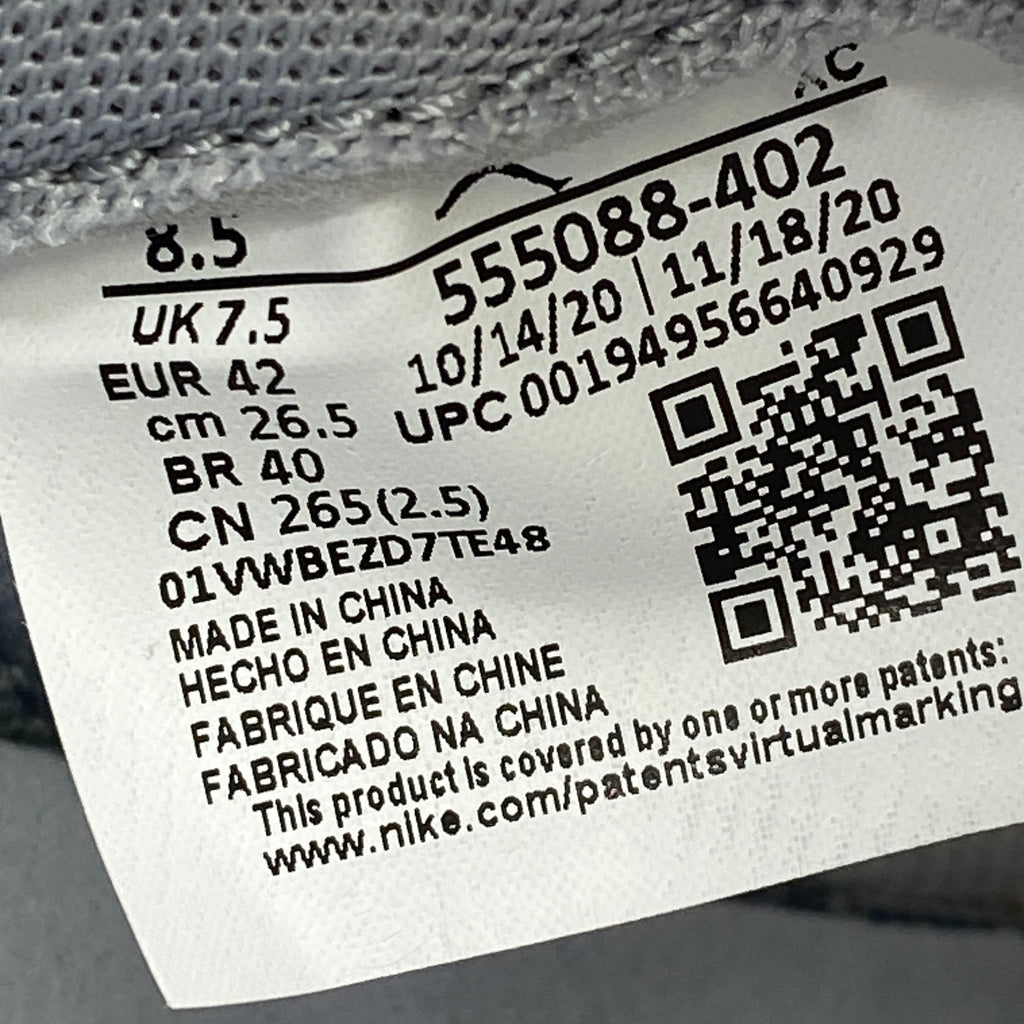 AC
8.5
UK 7.5
EUR 42
cm 26.5
BR 40
CN 265(2.5)
01VWBEZD7TE48
555088-402
10/14/20 | 11/18/20
UPC 00194956640929
MADE IN CHINA
HECHO EN CHINA
FABRIQUE EN CHINE
FABRICADO NA CHINA
This product is covered by one or more patents:
www.nike.com/patentsvirtualmarking